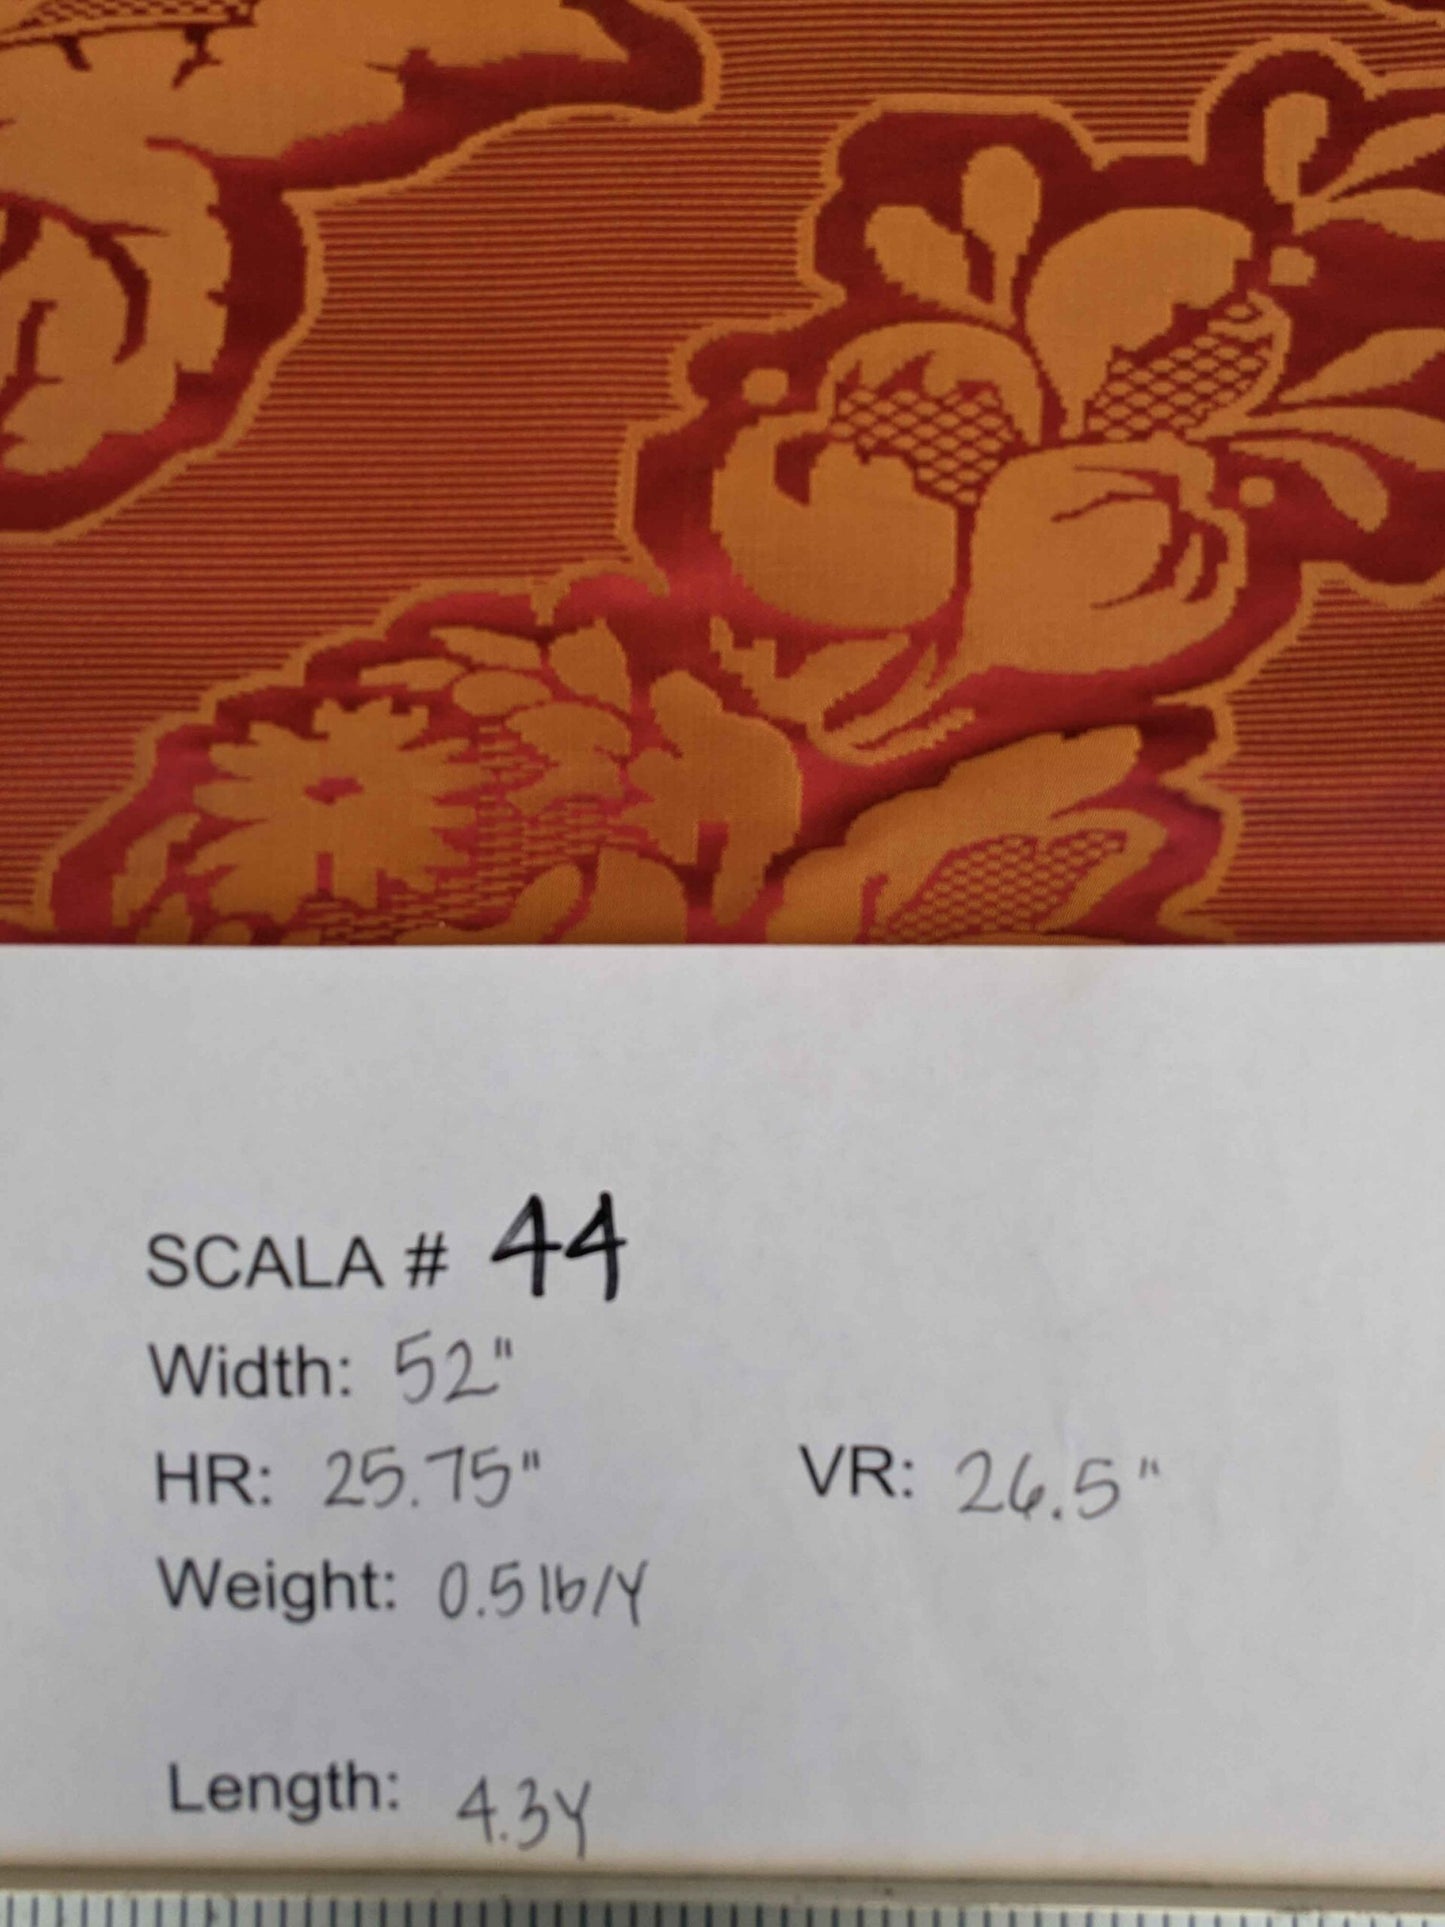 SCALA # 44
Width: 52"
HR: 25.75" VR: 26.5"
Weight: 0.5 lb/Y
Length: 4.3Y